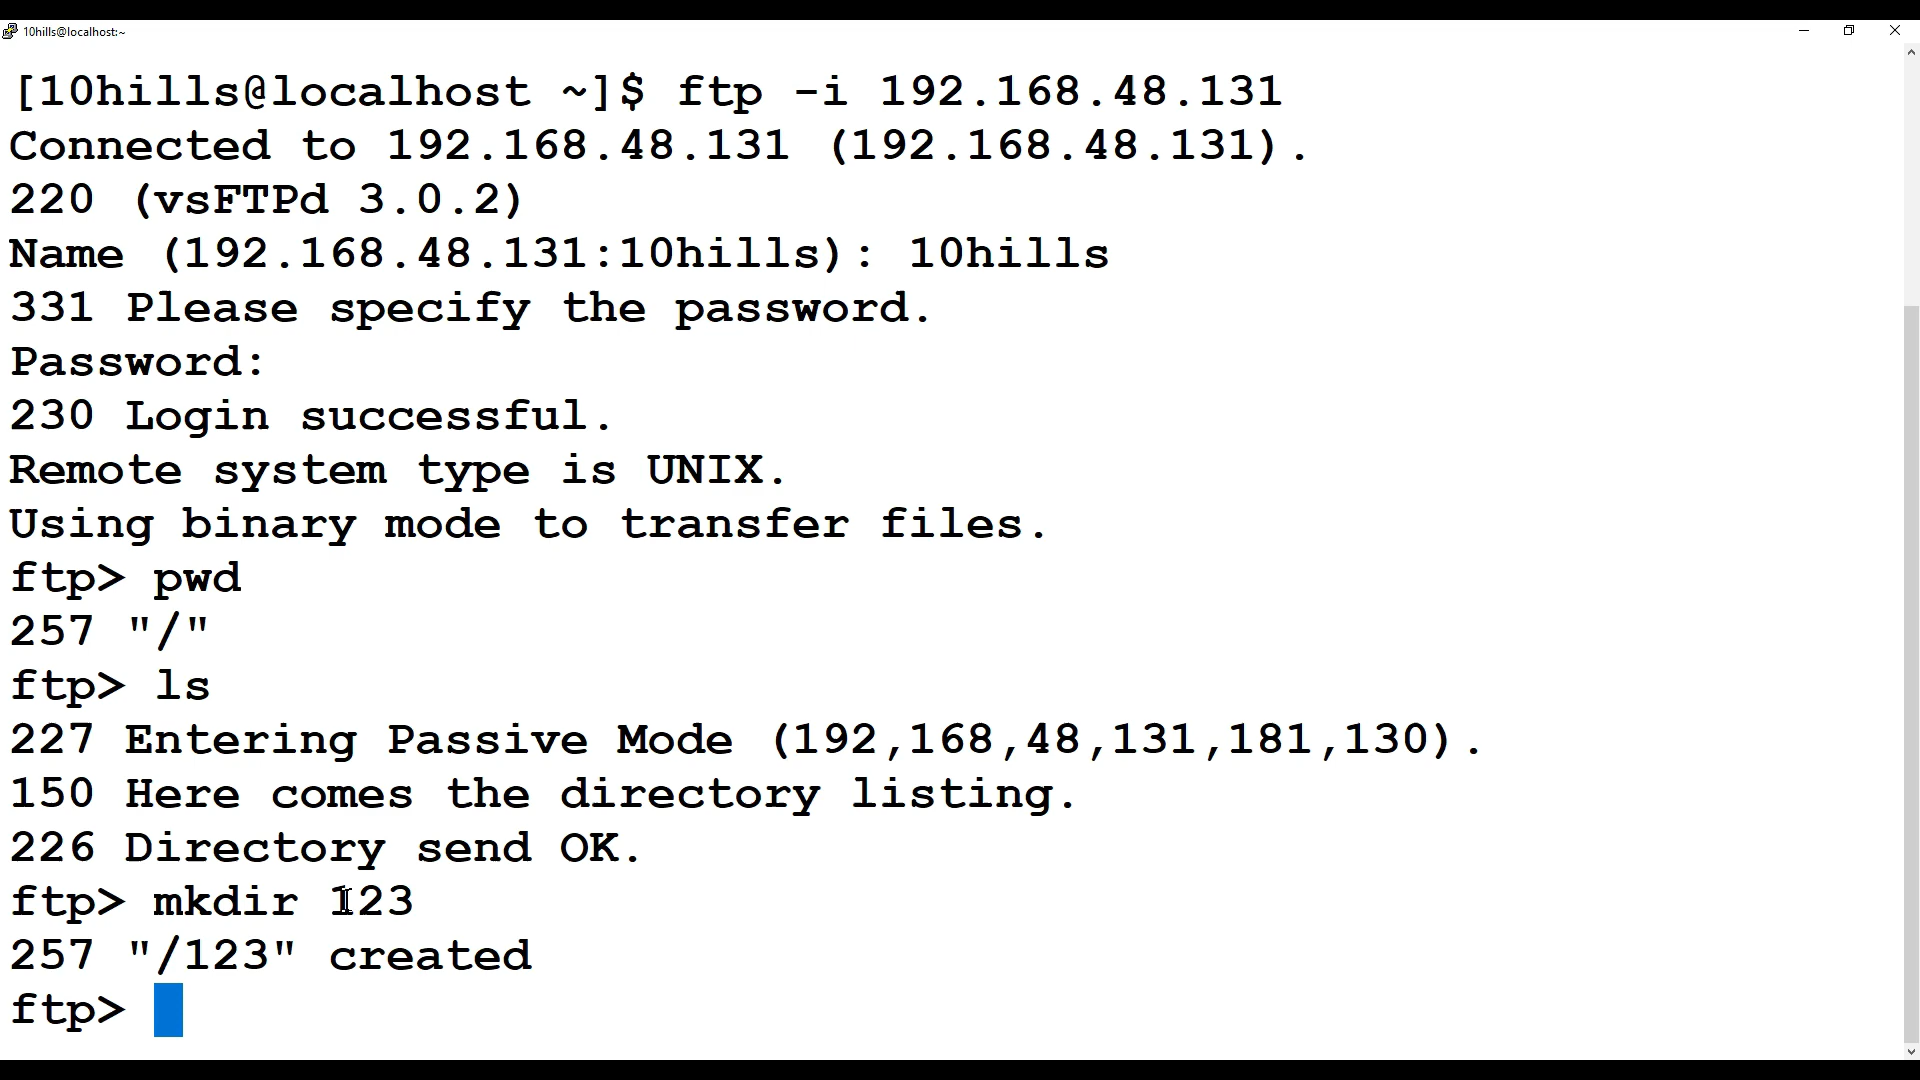 10hills@localhost:~
[10hills@localhost ~]$ ftp -i 192.168.48.131
Connected to 192.168.48.131 (192.168.48.131).
220 (vsFTPd 3.0.2)
Name (192.168.48.131:10hills): 10hills
331 Please specify the password.
Password:
230 Login successful.
Remote system type is UNIX.
Using binary mode to transfer files.
ftp> pwd
257 "/"
ftp> ls
227 Entering Passive Mode (192,168,48,131,181,130).
150 Here comes the directory listing.
226 Directory send OK.
ftp> mkdir 123
257 "/123" created
ftp>